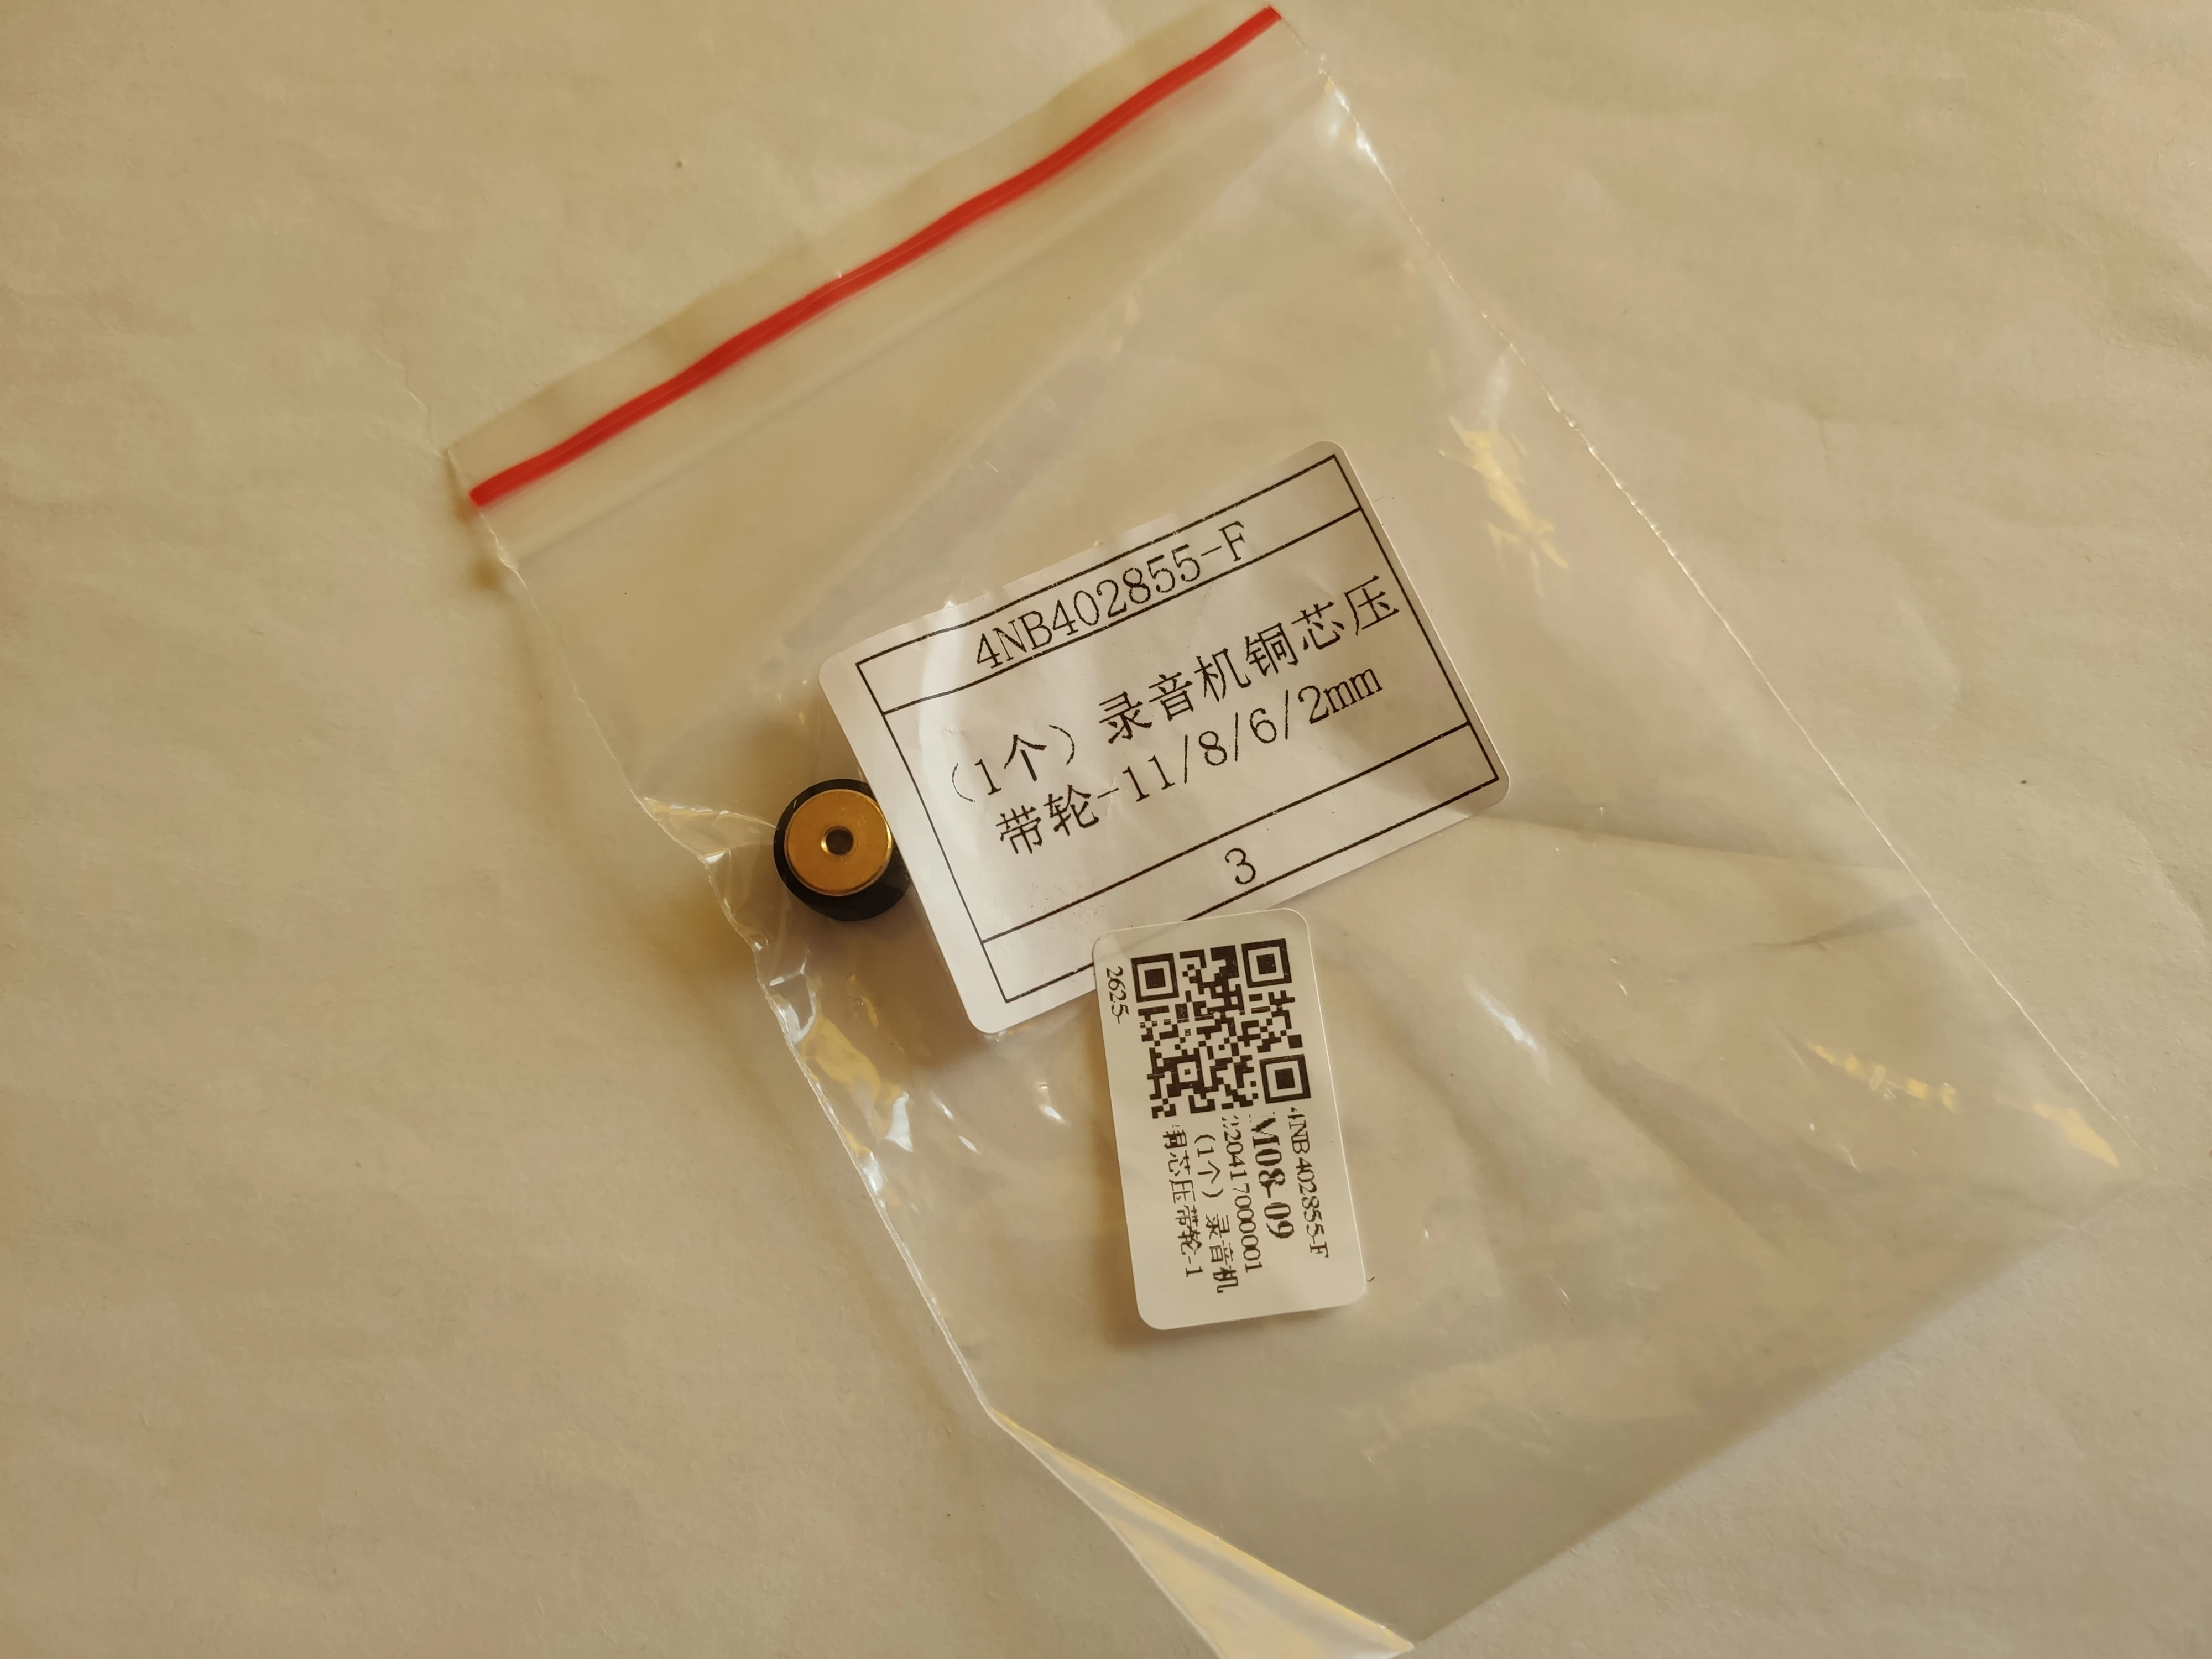 4NB402855-F
(1个) 录音机铜芯压
带轮-11/8/6/2mm
3
4NB402855-F
M08-09
2204170000001
(1个) 录音机
铜芯压带轮-1
2625-